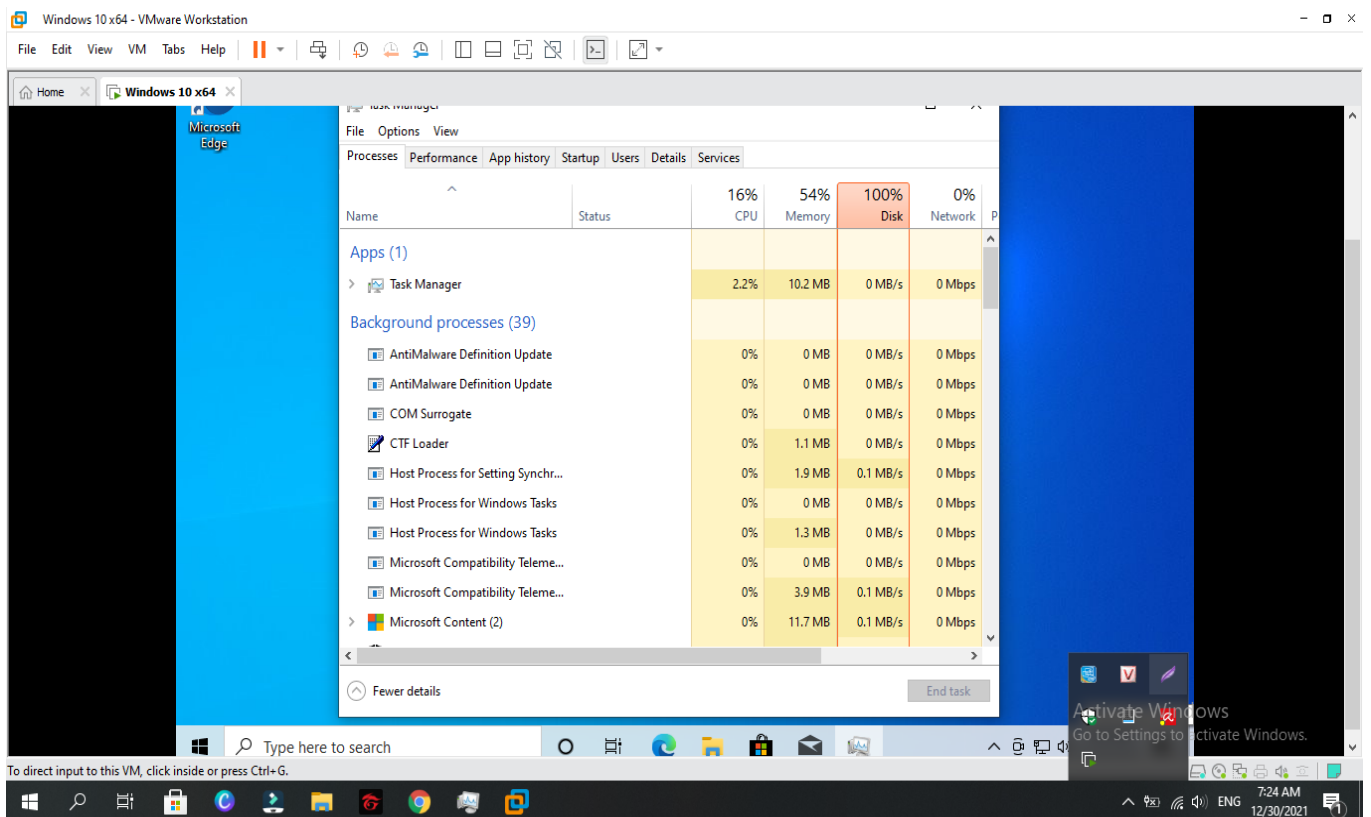 Windows 10 x64 - VMware Workstation
File Edit View VM Tabs Help
Home Windows 10 x64
Microsoft
Edge
Task Manager
File Options View
Processes Performance App history Startup Users Details Services
16% 54% 100% 0%
Name Status CPU Memory Disk Network P
Apps (1)
Task Manager 2.2% 10.2 MB 0 MB/s 0 Mbps
Background processes (39)
AntiMalware Definition Update 0% 0 MB 0 MB/s 0 Mbps
AntiMalware Definition Update 0% 0 MB 0 MB/s 0 Mbps
COM Surrogate 0% 0 MB 0 MB/s 0 Mbps
CTF Loader 0% 1.1 MB 0 MB/s 0 Mbps
Host Process for Setting Synchr... 0% 1.9 MB 0.1 MB/s 0 Mbps
Host Process for Windows Tasks 0% 0 MB 0 MB/s 0 Mbps
Host Process for Windows Tasks 0% 1.3 MB 0 MB/s 0 Mbps
Microsoft Compatibility Teleme... 0% 0 MB 0 MB/s 0 Mbps
Microsoft Compatibility Teleme... 0% 3.9 MB 0.1 MB/s 0 Mbps
Microsoft Content (2) 0% 11.7 MB 0.1 MB/s 0 Mbps
Fewer details End task
Activate Windows
Go to Settings to activate Windows.
Type here to search
To direct input to this VM, click inside or press Ctrl+G.
ENG 7:24 AM
12/30/2021